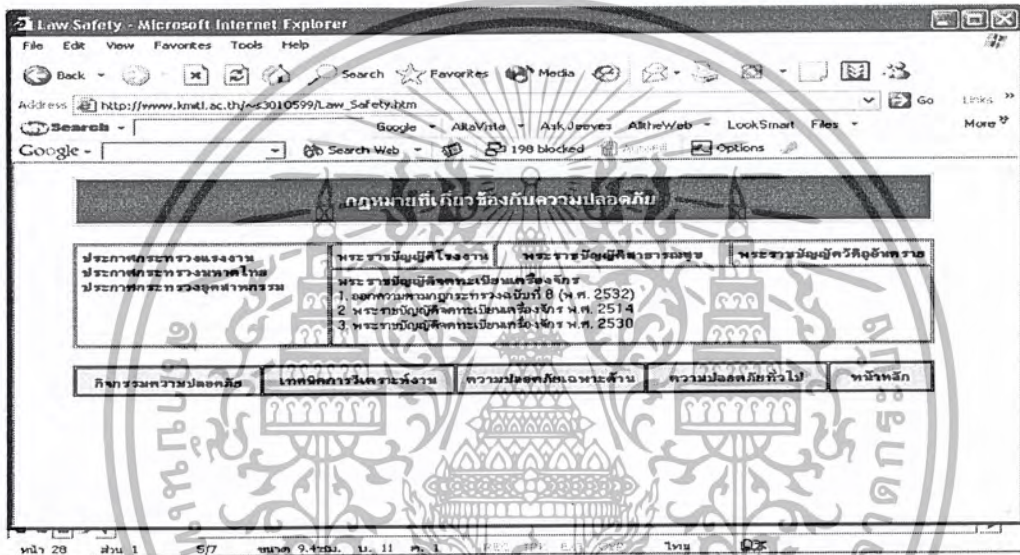 Law Safety - Microsoft Internet Explorer
File Edit View Favorites Tools Help
Back Search Favorites Media
Address http://www.kmitl.ac.th/~s3010599/Law_Safety.htm Go Links »
Search Google AltaVista Ask Jeeves AlltheWeb LookSmart Files More »
Google Search Web 198 blocked AutoFill Options
กฎหมายที่เกี่ยวข้องกับความปลอดภัย
ประกาศกระทรวงแรงงาน
ประกาศกระทรวงมหาดไทย
ประกาศกระทรวงอุตสาหกรรม
พระราชบัญญัติโรงงาน พระราชบัญญัติสาธารณสุข พระราชบัญญัติวัตถุอันตราย
พระราชบัญญัติจดทะเบียนเครื่องจักร
1. ออกความตามกฎกระทรวงฉบับที่ 8 (พ.ศ. 2532)
2. พระราชบัญญัติจดทะเบียนเครื่องจักร พ.ศ. 2514
3. พระราชบัญญัติจดทะเบียนเครื่องจักร พ.ศ. 2530
กิจกรรมความปลอดภัย เทคนิคการวิเคราะห์งาน ความปลอดภัยเฉพาะด้าน ความปลอดภัยทั่วไป หน้าหลัก
หน้า 28 ส่วน 1 5/7 ขนาด 9.4ซม. บ. 11 ค. 1 ไทย